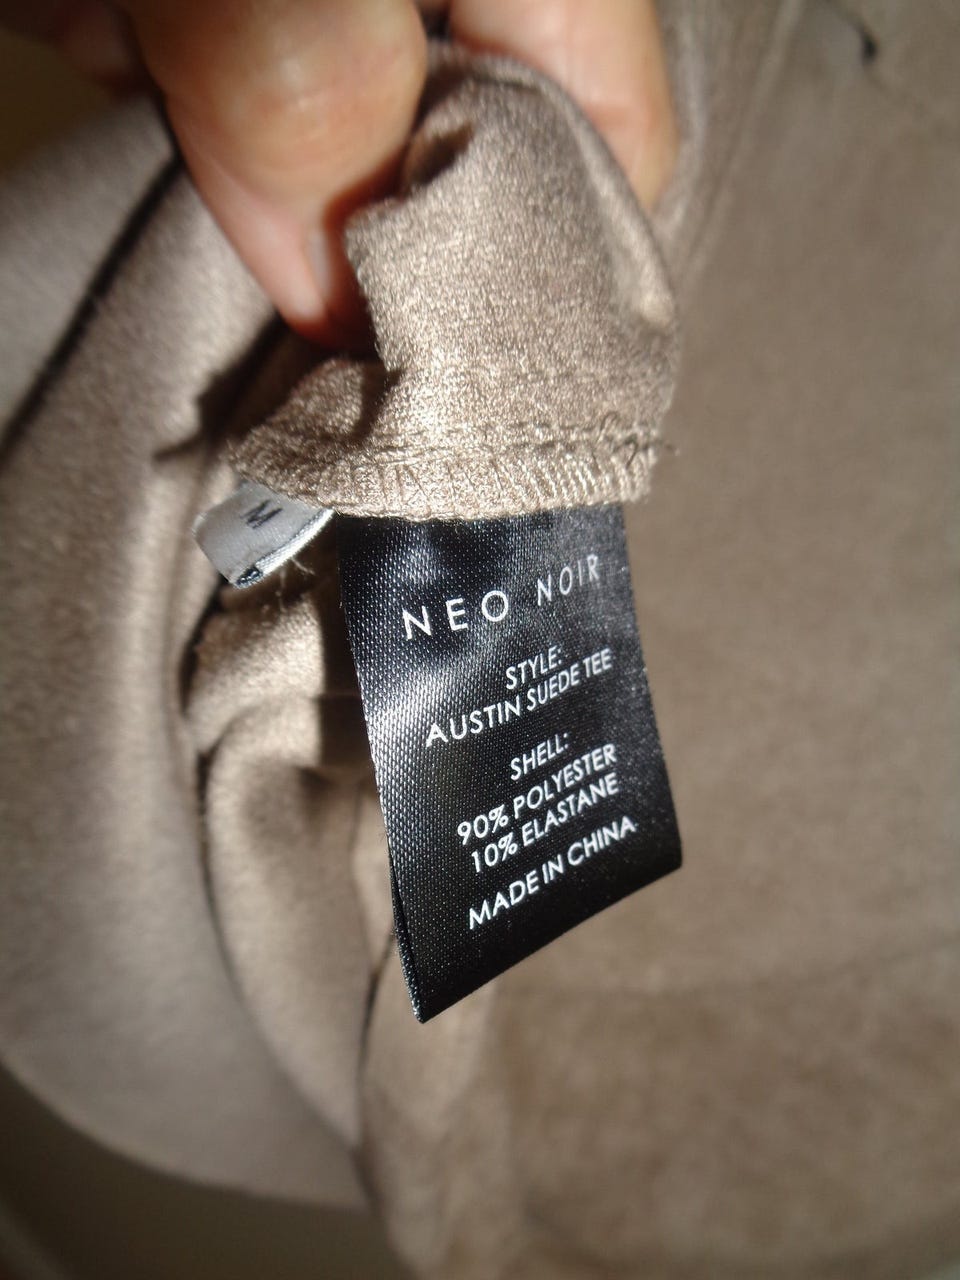 M
NEO NOIR
STYLE:
AUSTIN SUEDE TEE
SHELL:
90% POLYESTER
10% ELASTANE
MADE IN CHINA